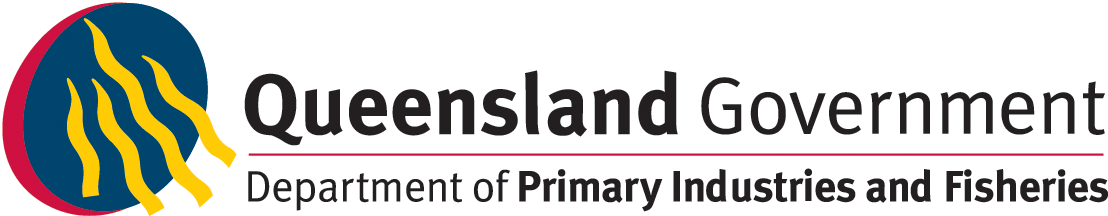 Queensland Government
Department of Primary Industries and Fisheries